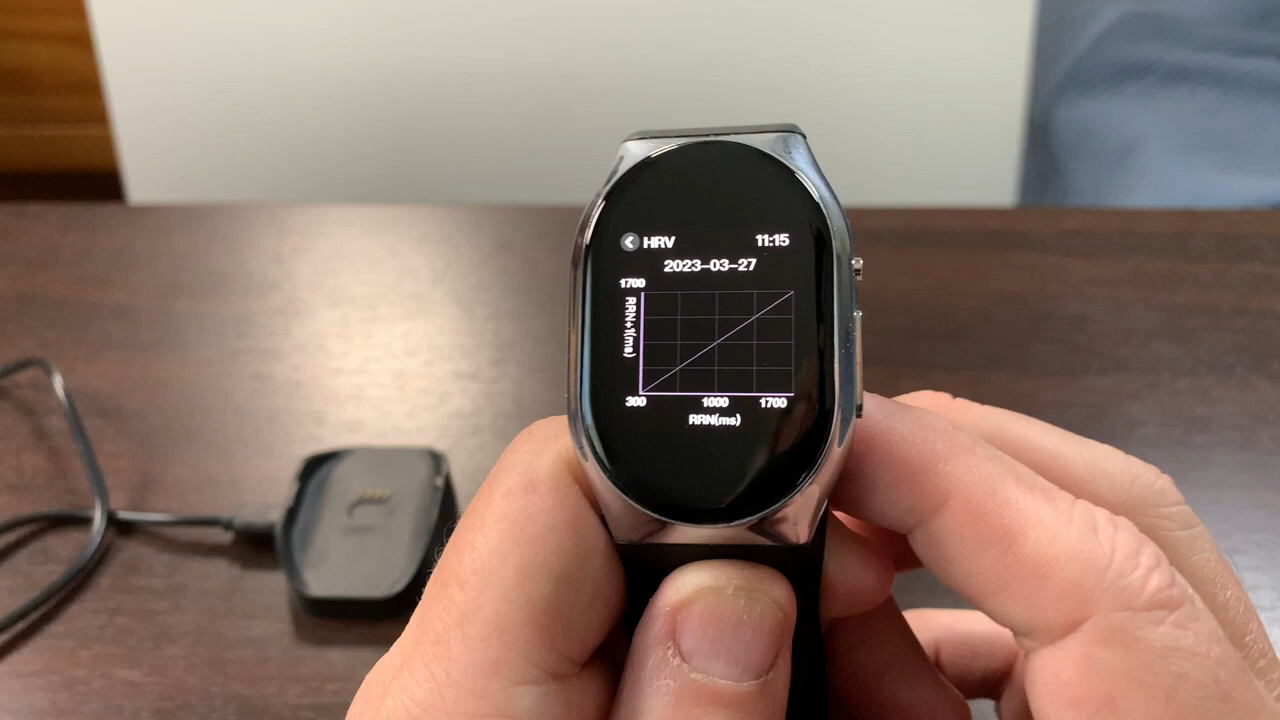 HRV 11:15
2023-03-27
1700
RRN+1(ms)
300 1000 1700
RRN(ms)